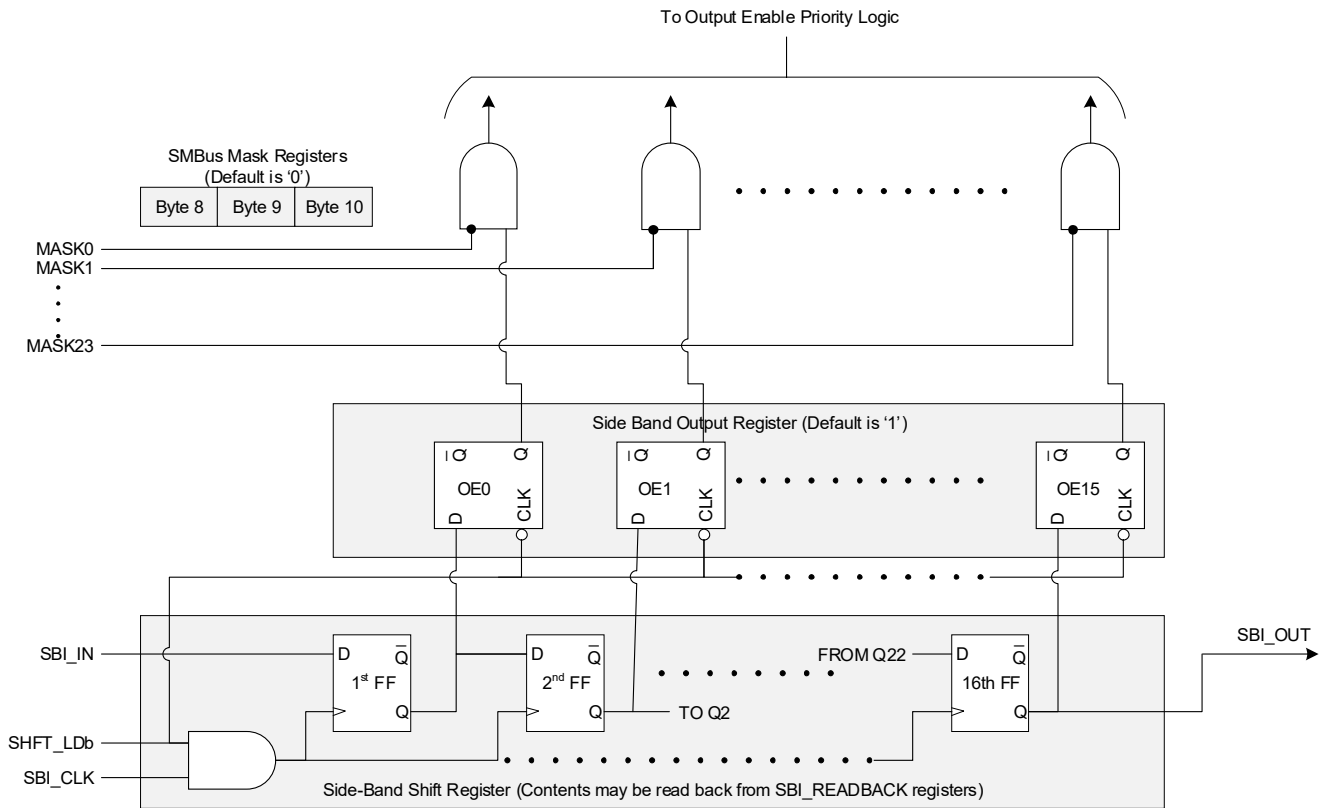 To Output Enable Priority Logic
SMBus Mask Registers
(Default is ‘0’)
Byte 8 Byte 9 Byte 10
MASK0
MASK1
MASK23
Side Band Output Register (Default is ‘1’)
Q Q Q Q Q Q
OE0 OE1 OE15
D CLK D CLK D CLK
SBI_IN D Q D Q FROM Q22 D Q SBI_OUT
1st FF 2nd FF 16th FF
Q Q TO Q2 Q
SHFT_LDb
SBI_CLK
Side-Band Shift Register (Contents may be read back from SBI_READBACK registers)